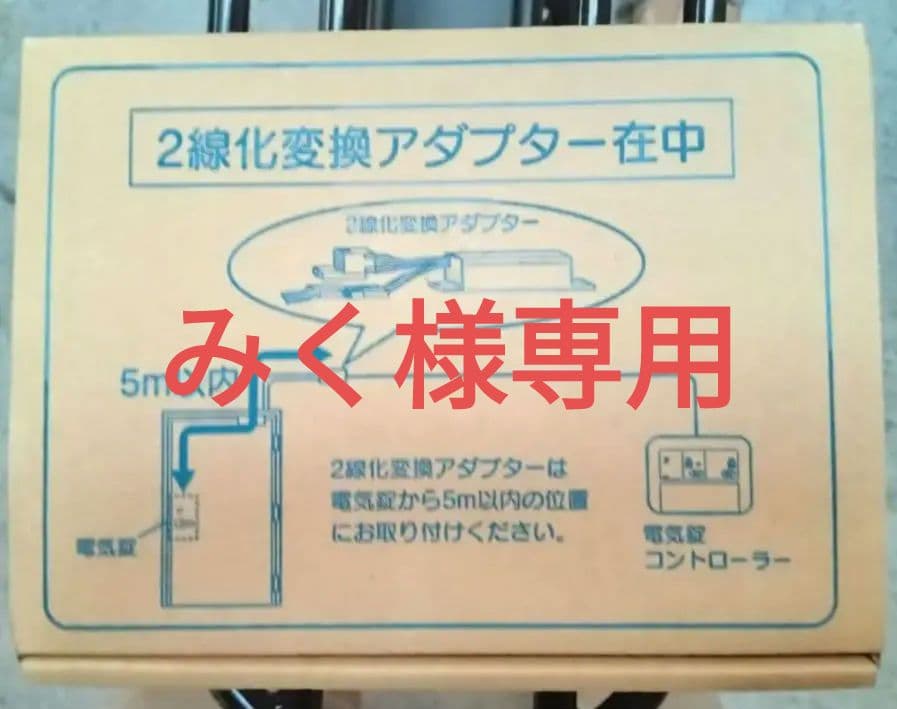 2線化変換アダプター在中
2線化変換アダプター
みく様専用
5m以内
2線化変換アダプターは
電気錠から5m以内の位置
にお取り付けください。
電気錠
電気錠
コントローラー